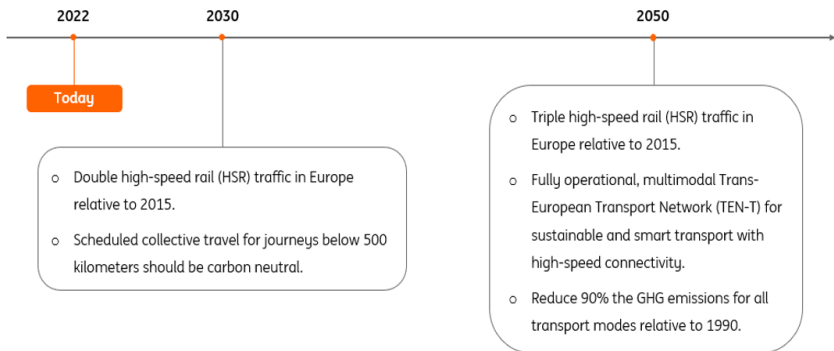 2022
2030
2050
Today
○ Double high-speed rail (HSR) traffic in Europe
relative to 2015.
○ Scheduled collective travel for journeys below 500
kilometers should be carbon neutral.
○ Triple high-speed rail (HSR) traffic in
Europe relative to 2015.
○ Fully operational, multimodal Trans-
European Transport Network (TEN-T) for
sustainable and smart transport with
high-speed connectivity.
○ Reduce 90% the GHG emissions for all
transport modes relative to 1990.